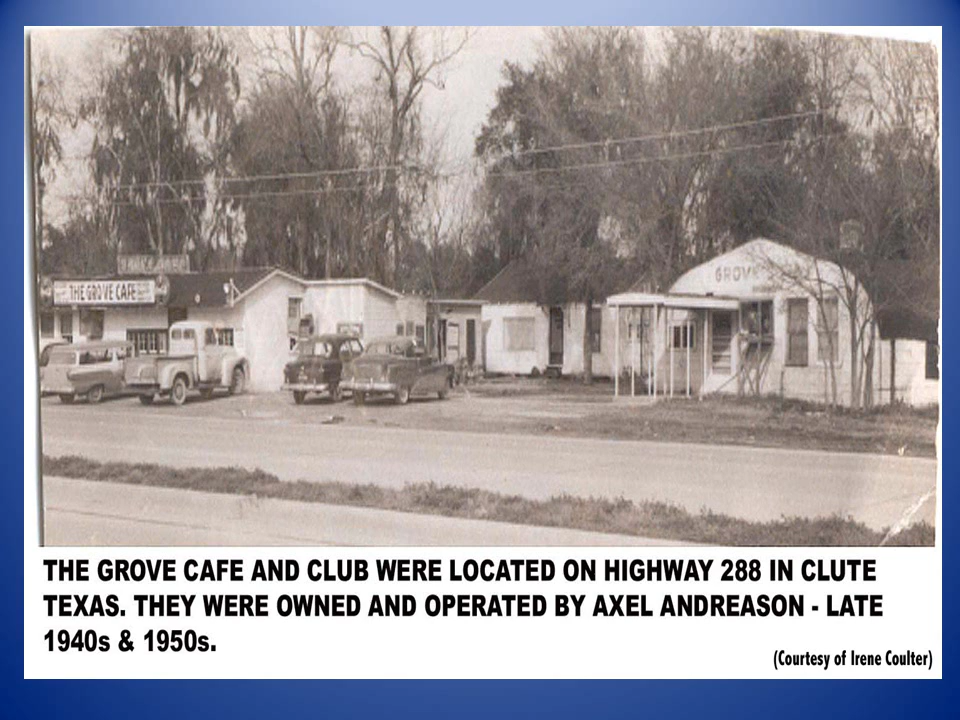 THE GROVE CAFE
GROVE
THE GROVE CAFE AND CLUB WERE LOCATED ON HIGHWAY 288 IN CLUTE
TEXAS. THEY WERE OWNED AND OPERATED BY AXEL ANDREASON - LATE
1940s & 1950s.
(Courtesy of Irene Coulter)